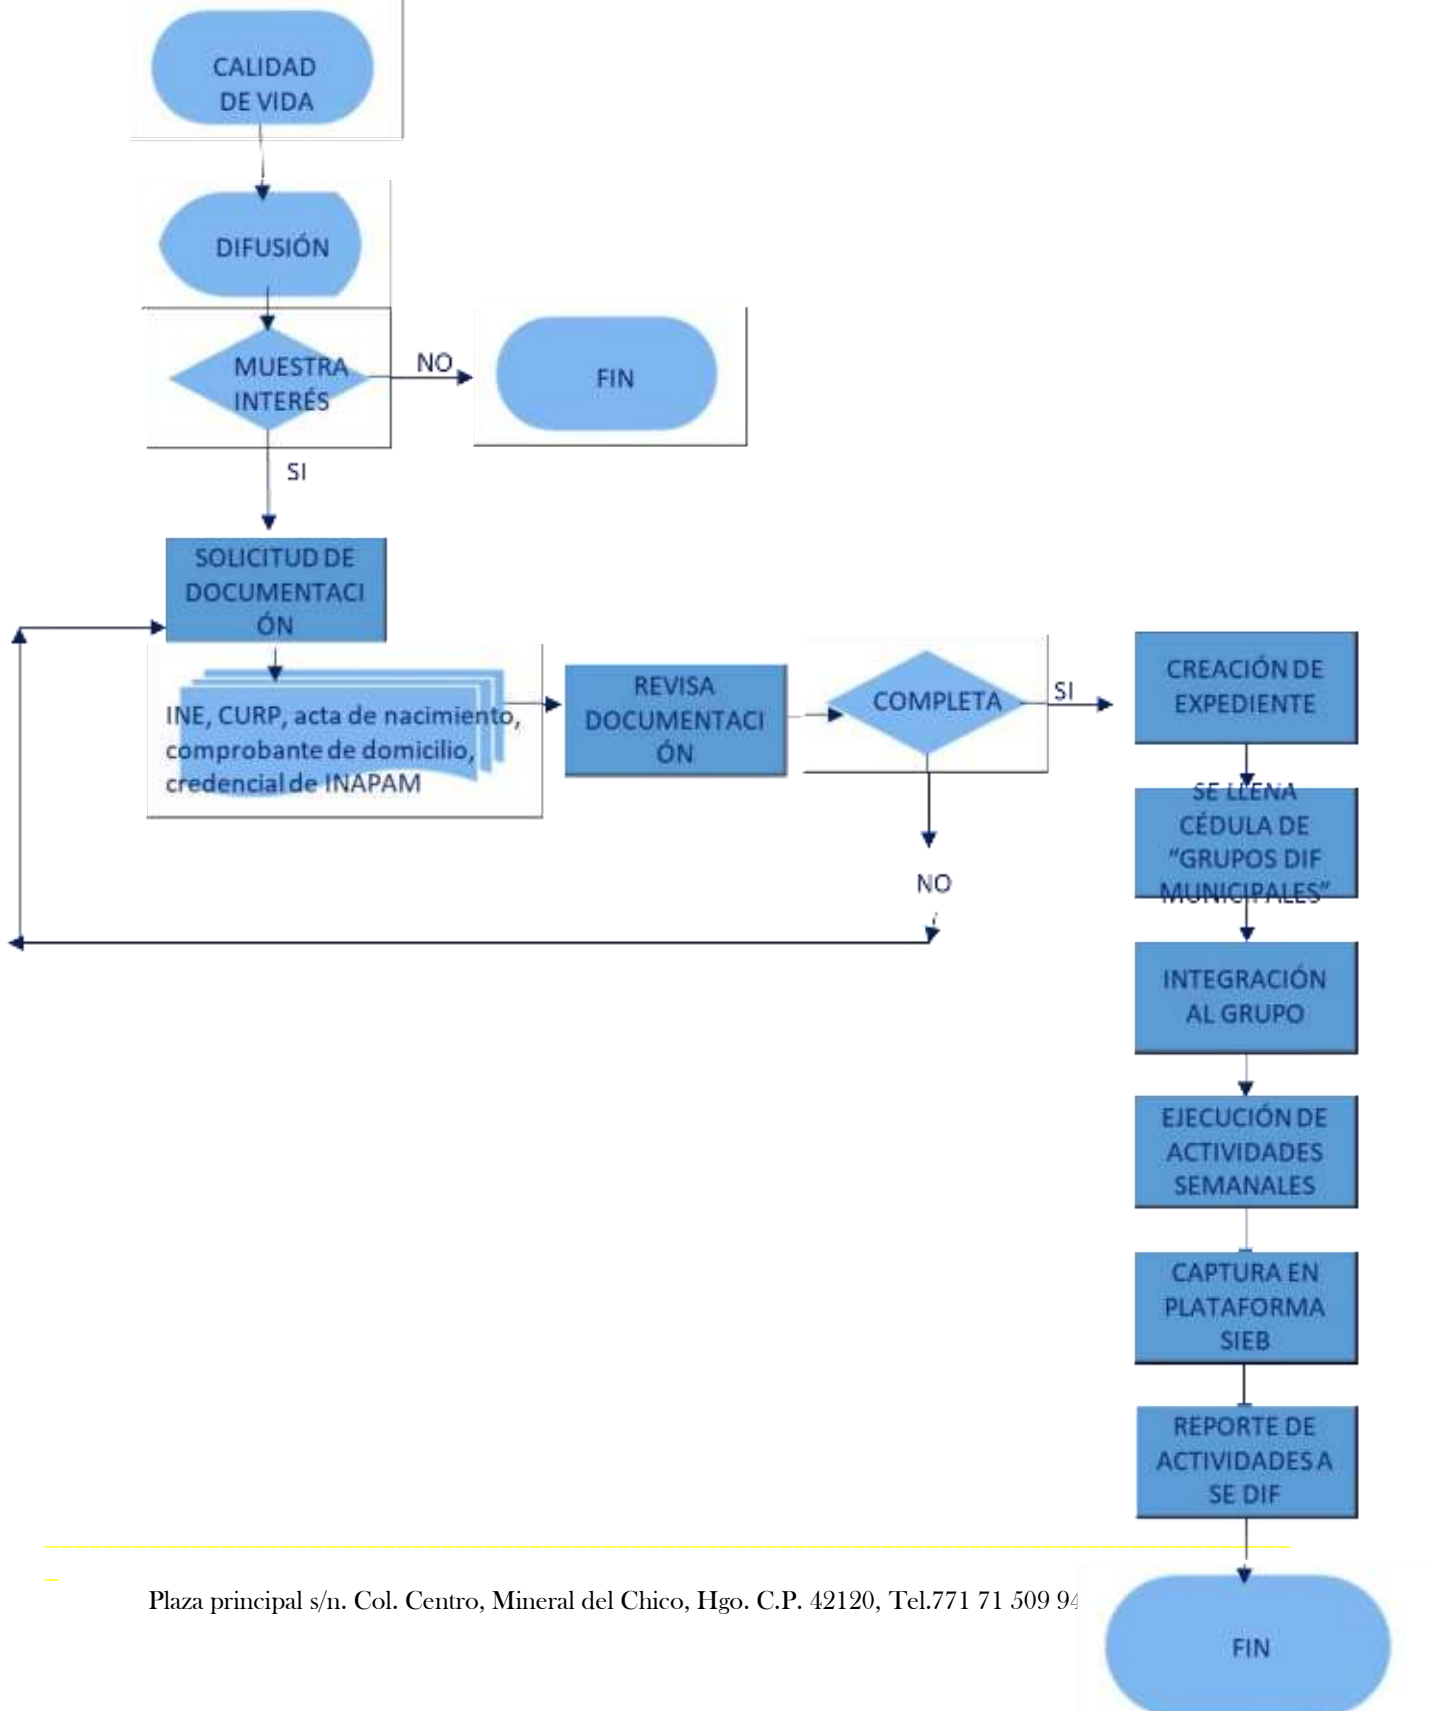 CALIDAD
DE VIDA
DIFUSIÓN
MUESTRA
INTERÉS
NO
FIN
SI
SOLICITUD DE
DOCUMENTACI
ÓN
INE, CURP, acta de nacimiento,
comprobante de domicilio,
credencial de INAPAM
REVISA
DOCUMENTACI
ÓN
COMPLETA
SI
NO
CREACIÓN DE
EXPEDIENTE
SE LLENA
CÉDULA DE
"GRUPOS DIF
MUNICIPALES"
INTEGRACIÓN
AL GRUPO
EJECUCIÓN DE
ACTIVIDADES
SEMANALES
CAPTURA EN
PLATAFORMA
SIEB
REPORTE DE
ACTIVIDADES A
SE DIF
FIN
Plaza principal s/n. Col. Centro, Mineral del Chico, Hgo. C.P. 42120, Tel.771 71 509 94